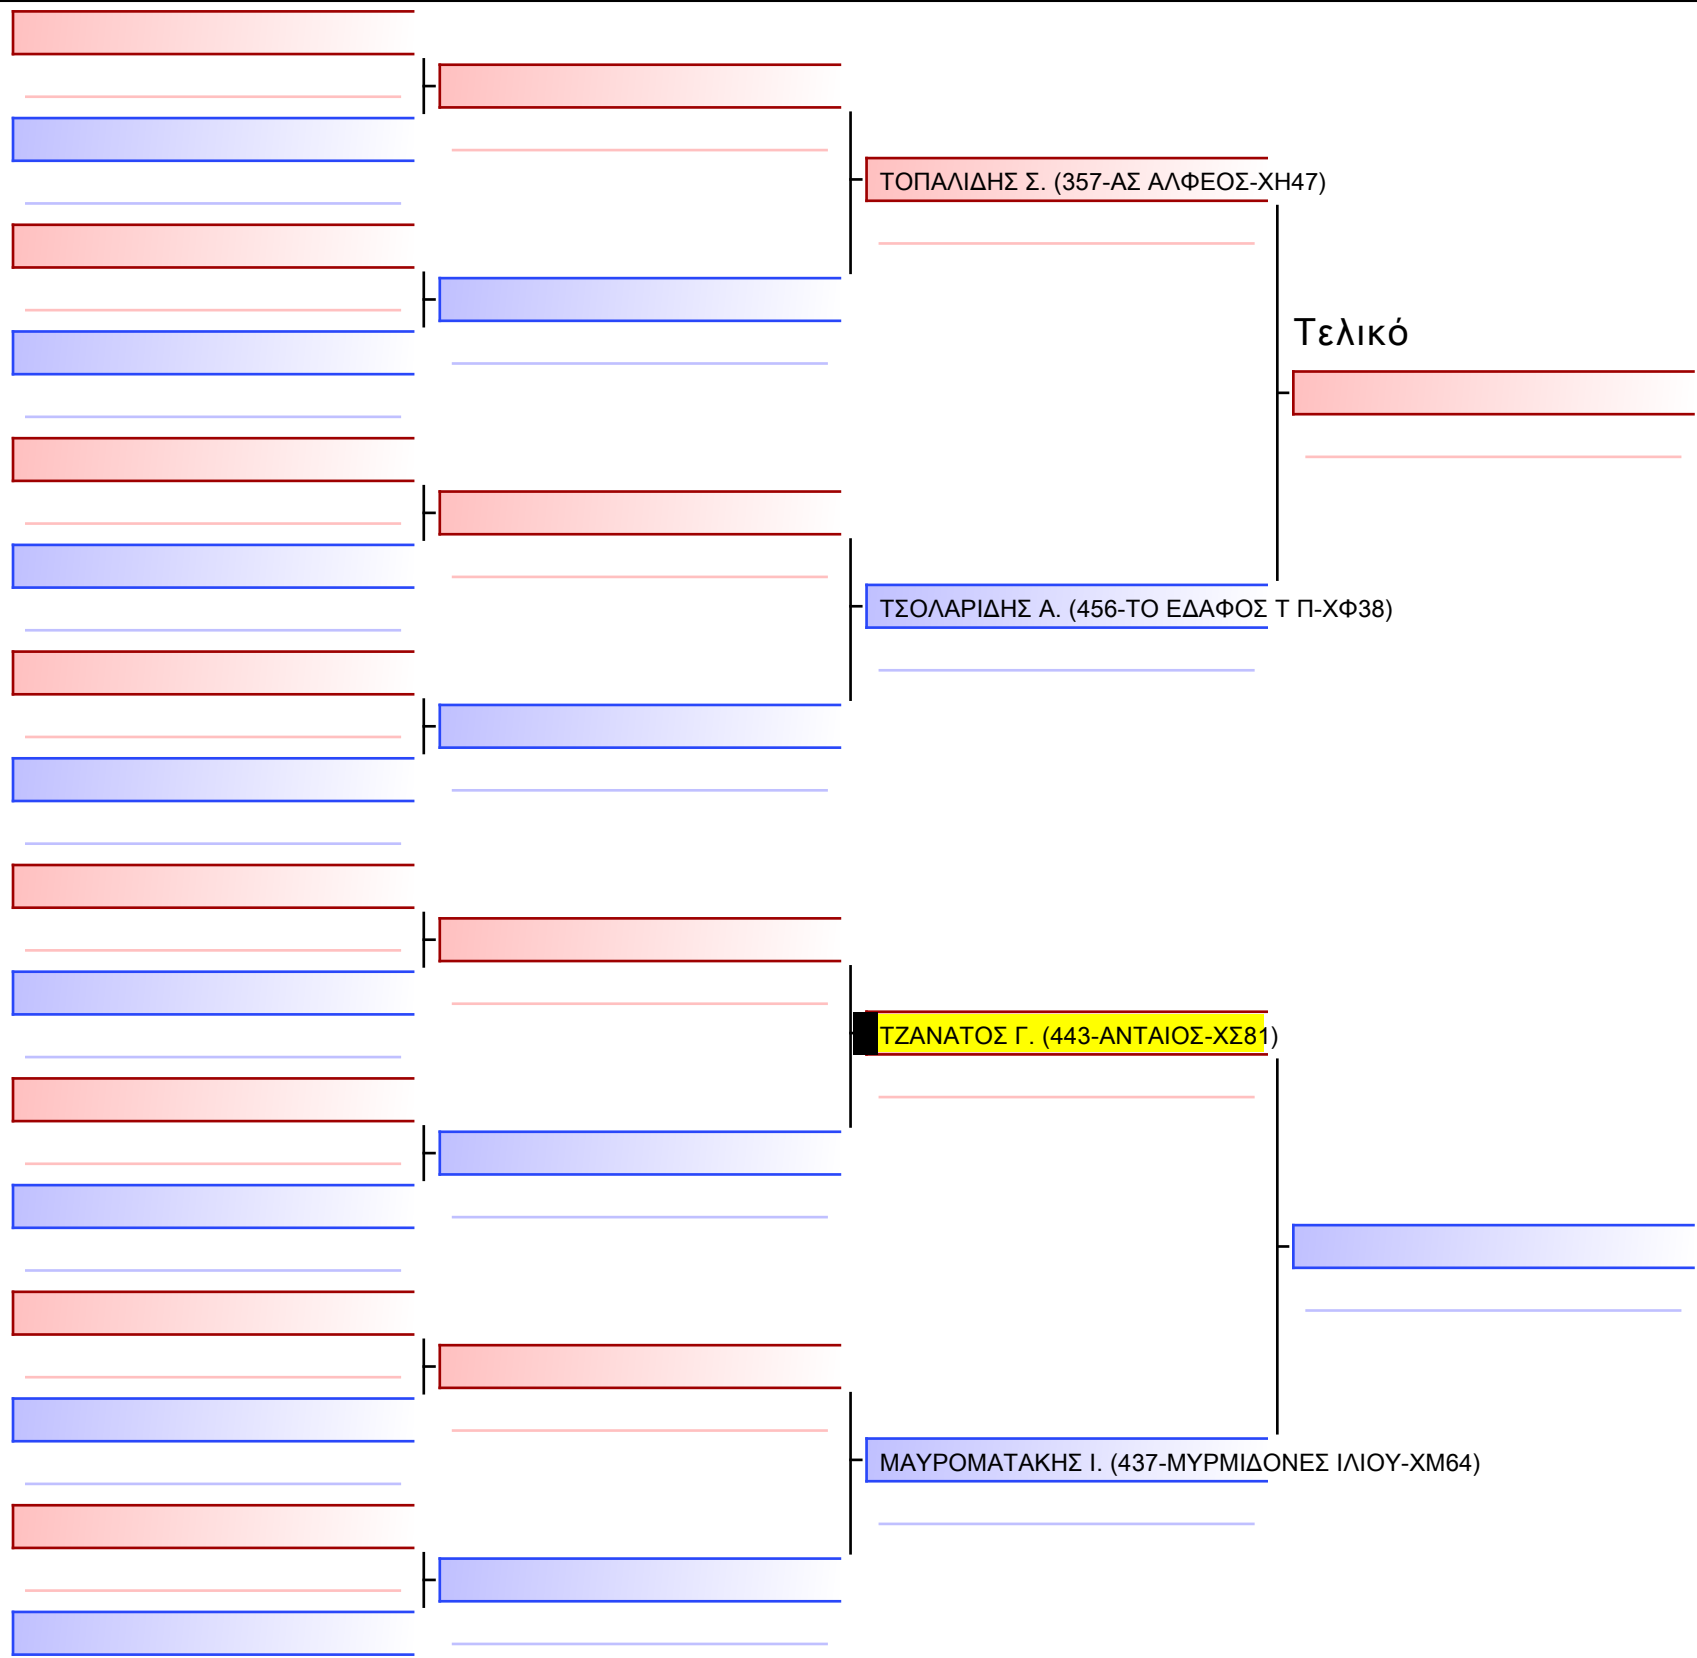 ΤΟΠΑΛΙΔΗΣ Σ. (357-ΑΣ ΑΛΦΕΟΣ-ΧΗ47)
Τελικό
ΤΣΟΛΑΡΙΔΗΣ Α. (456-ΤΟ ΕΔΑΦΟΣ Τ Π-ΧΦ38)
ΤΖΑΝΑΤΟΣ Γ. (443-ΑΝΤΑΙΟΣ-ΧΣ81)
ΜΑΥΡΟΜΑΤΑΚΗΣ Ι. (437-ΜΥΡΜΙΔΟΝΕΣ ΙΛΙΟΥ-ΧΜ64)